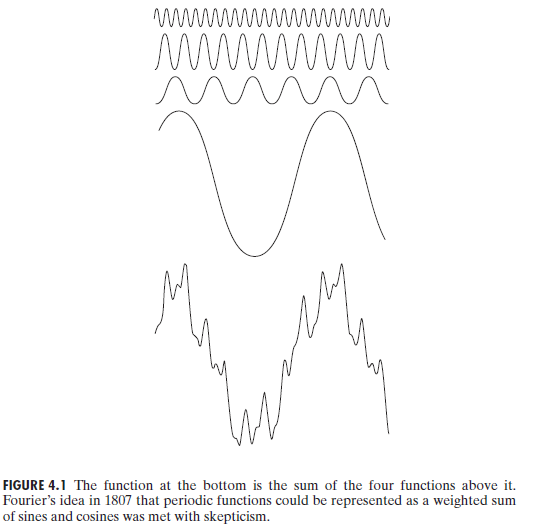 FIGURE 4.1 The function at the bottom is the sum of the four functions above it.
Fourier’s idea in 1807 that periodic functions could be represented as a weighted sum
of sines and cosines was met with skepticism.